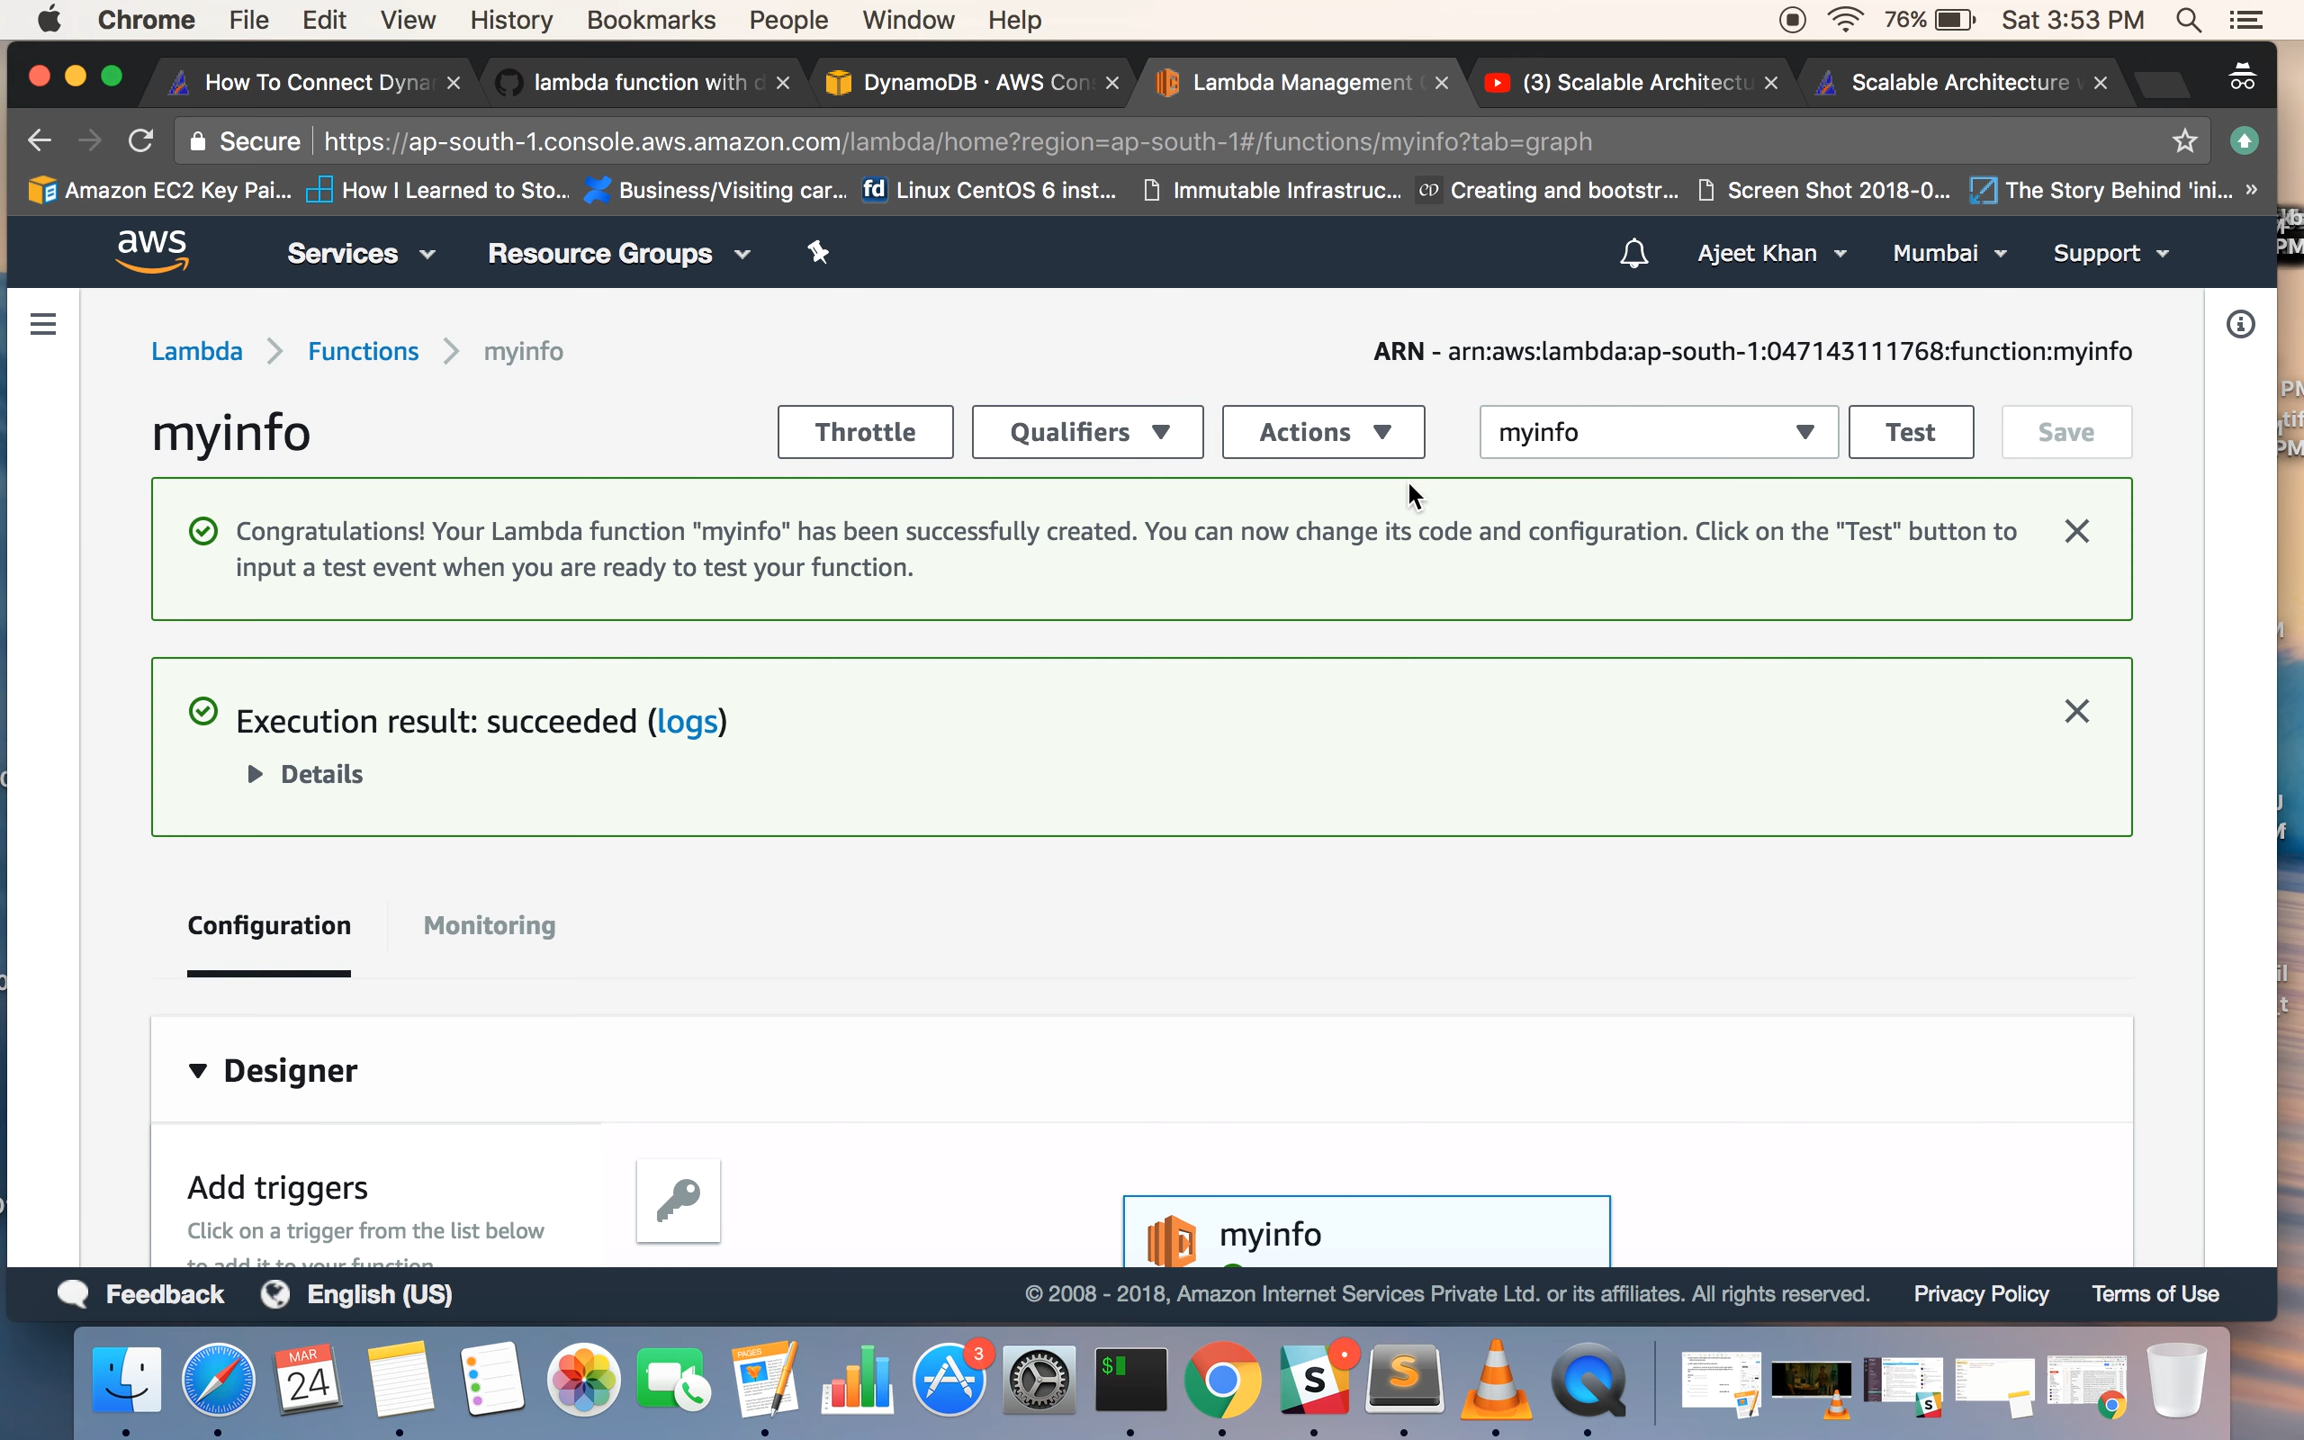 Chrome File Edit View History Bookmarks People Window Help 76% Sat 3:53 PM
How To Connect Dyna lambda function with d DynamoDB · AWS Con Lambda Management (3) Scalable Architectu Scalable Architecture
Secure https://ap-south-1.console.aws.amazon.com/lambda/home?region=ap-south-1#/functions/myinfo?tab=graph
Amazon EC2 Key Pai... How I Learned to Sto... Business/Visiting car... fd Linux CentOS 6 inst... Immutable Infrastruc... Creating and bootstr... Screen Shot 2018-0... The Story Behind 'ini... »
aws Services Resource Groups Ajeet Khan Mumbai Support
Lambda Functions myinfo ARN - arn:aws:lambda:ap-south-1:047143111768:function:myinfo
myinfo Throttle Qualifiers Actions myinfo Test Save
Congratulations! Your Lambda function "myinfo" has been successfully created. You can now change its code and configuration. Click on the "Test" button to
input a test event when you are ready to test your function.
Execution result: succeeded (logs)
Details
Configuration Monitoring
Designer
Add triggers
Click on a trigger from the list below
to add it to your function
myinfo
Feedback English (US) © 2008 - 2018, Amazon Internet Services Private Ltd. or its affiliates. All rights reserved. Privacy Policy Terms of Use
MAR
24
PAGES
3
$
S
S